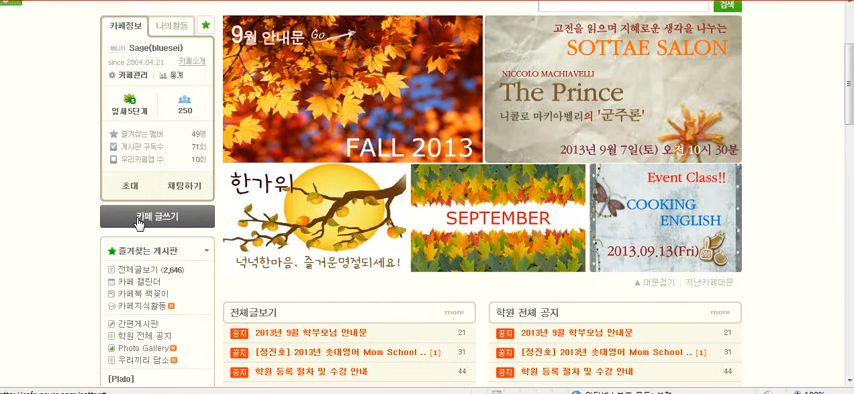 검색
카페정보 나의활동
매니저 Sage(bluesei)
since 2004.04.21 카페소개
카페관리 통계
잎새5단계 250
즐겨찾는 멤버 49명
게시판 구독수 71회
우리카페앱 수 10회
초대 채팅하기
카페 글쓰기
즐겨찾는 게시판
전체글보기 (2,646)
카페 캘린더
카페북 책꽂이
카페지식활동
간편게시판
학원 전체 공지
Photo Gallery
우리끼리 담소
[Plato]
9월 안내문 Go
FALL 2013
고전을 읽으며 지혜로운 생각을 나누는
SOTTAE SALON
NICCOLO MACHIAVELLI
The Prince
니콜로 마키아벨리의 '군주론'
2013년 9월 7일(토) 오전 10시 30분
한가위
넉넉한마음, 즐거운명절되세요!
SEPTEMBER
Event Class!!
COOKING
ENGLISH
2013.09.13(Fri)
▲ 대문접기 지난카페대문
전체글보기 more
공지 2013년 9월 학부모님 안내문 21
공지 [정진호] 2013년 솟대영어 Mom School .. [1] 31
공지 학원 등록 절차 및 수강 안내 44
학원 전체 공지 more
공지 2013년 9월 학부모님 안내문 21
공지 [정진호] 2013년 솟대영어 Mom School .. [1] 31
공지 학원 등록 절차 및 수강 안내 44